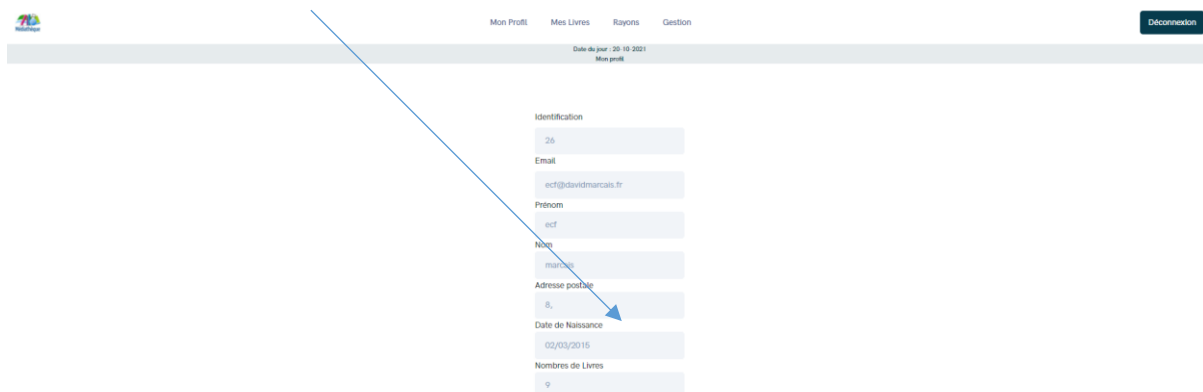 Médiathèque
Mon Profil Mes Livres Rayons Gestion
Déconnexion
Date du jour : 20-10-2021
Mon profil
Identification
26
Email
ecf@davidmarcais.fr
Prénom
ecf
Nom
marcais
Adresse postale
8,
Date de Naissance
02/03/2015
Nombres de Livres
9